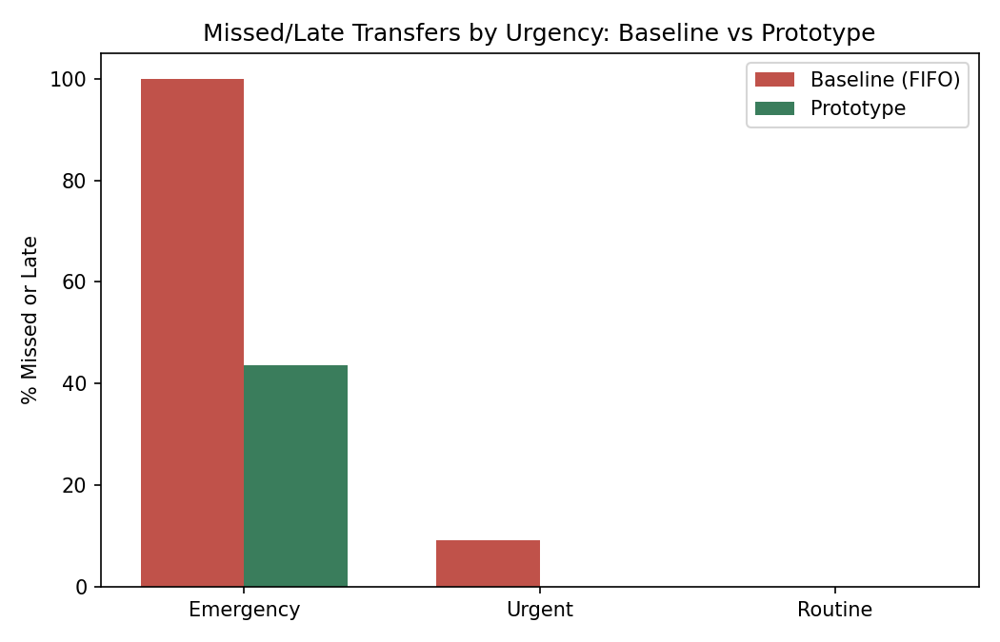 Missed/Late Transfers by Urgency: Baseline vs Prototype
Baseline (FIFO)
Prototype
% Missed or Late
100
80
60
40
20
0
Emergency
Urgent
Routine